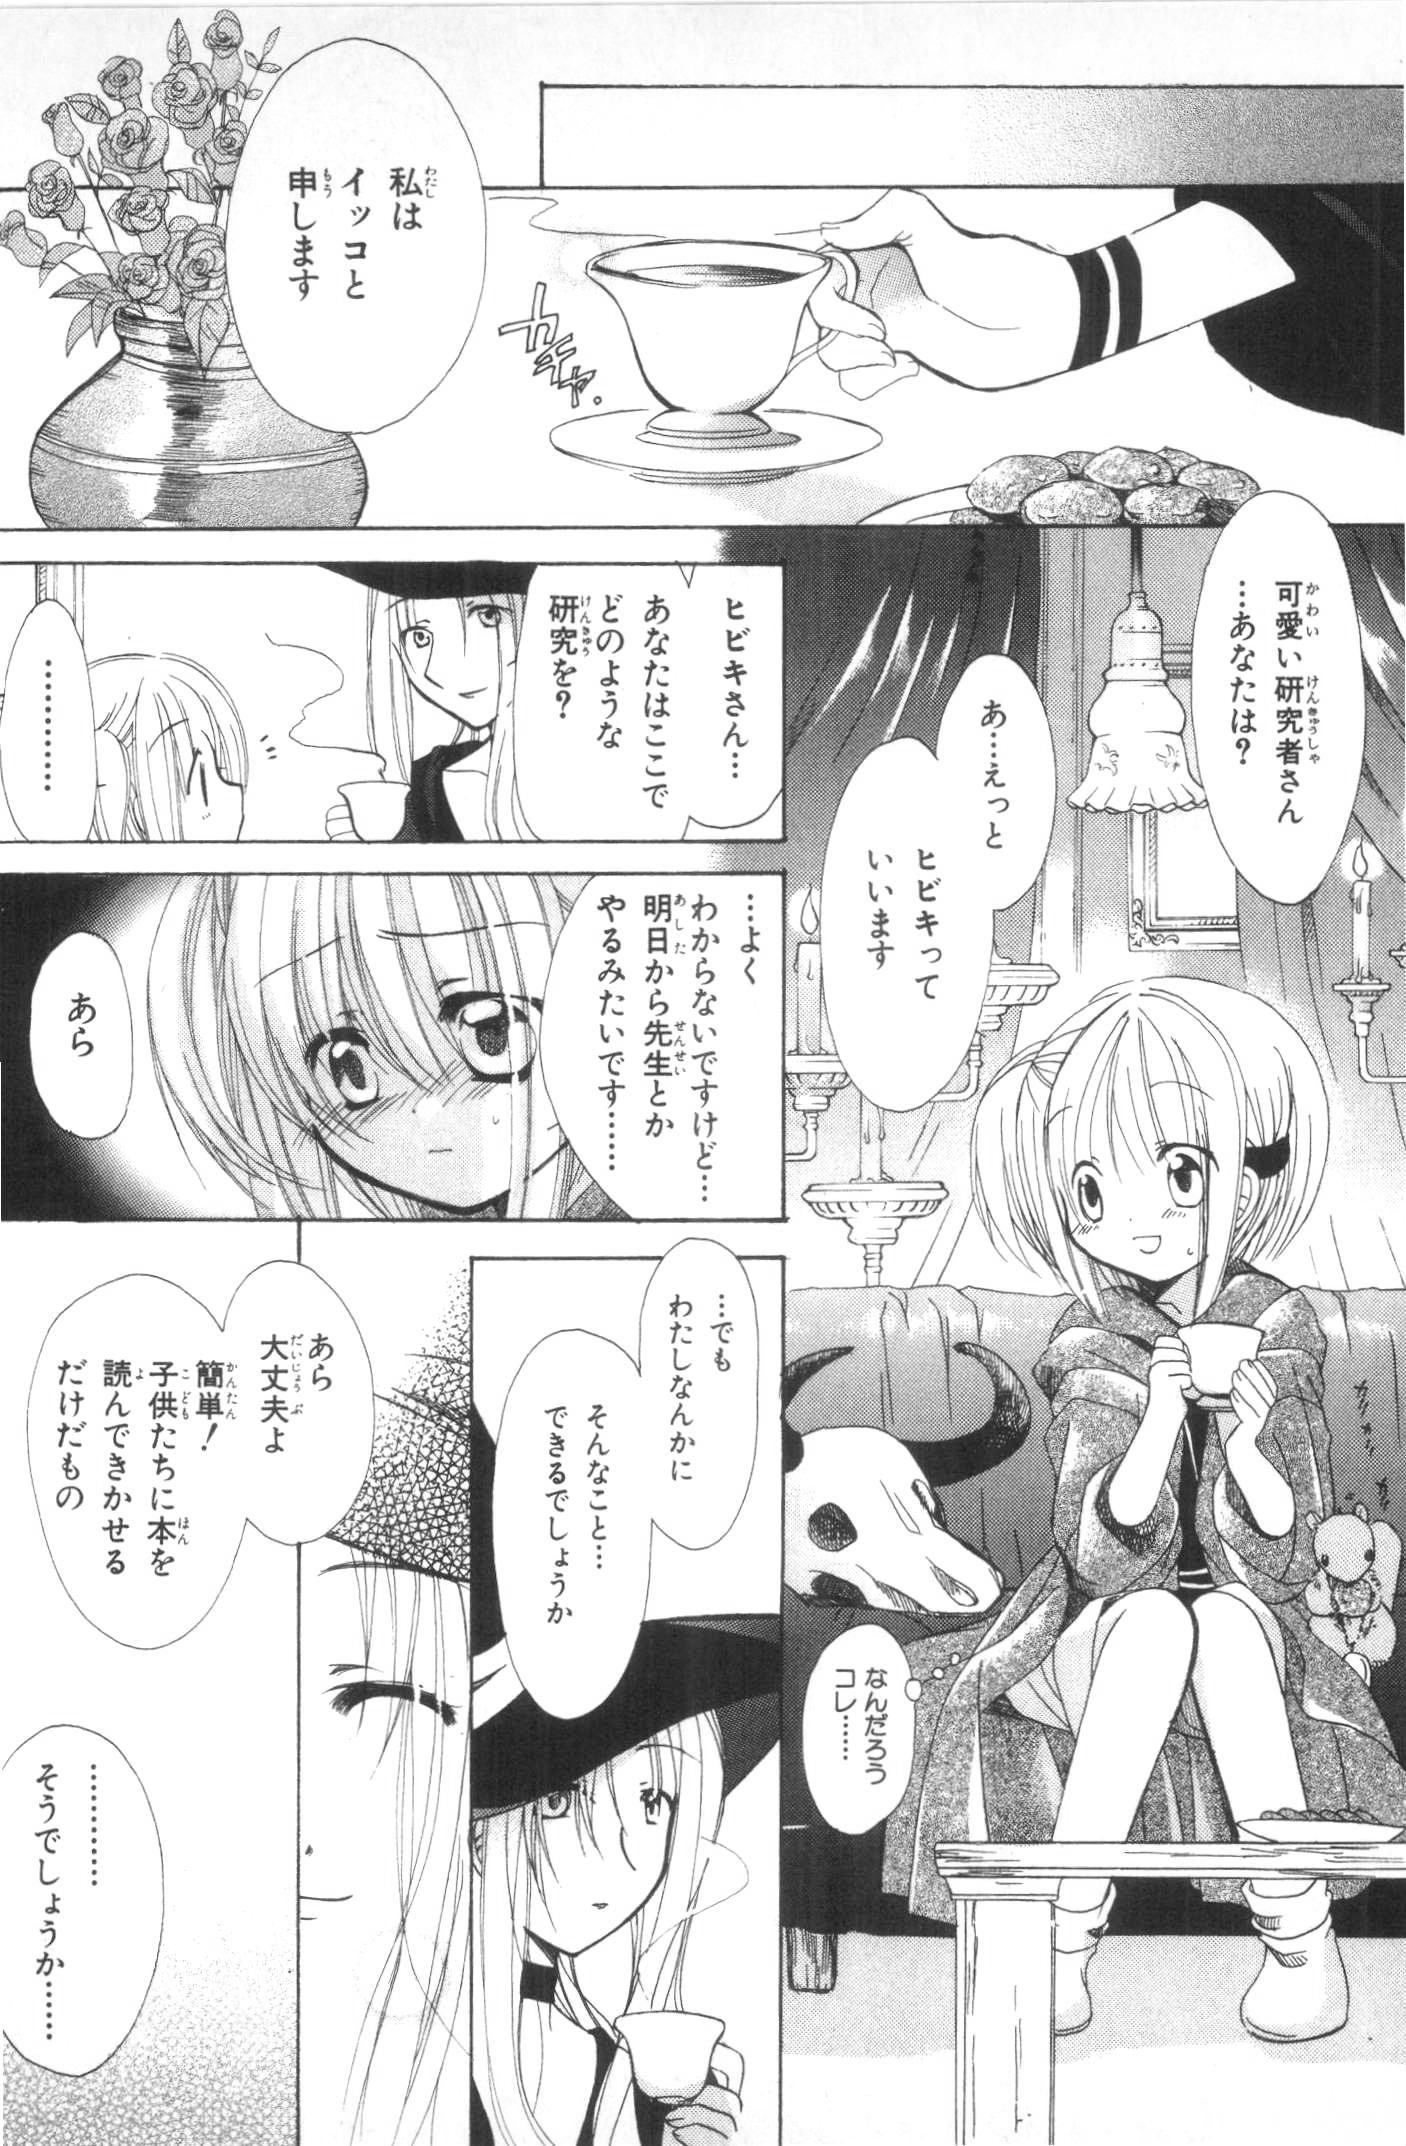 私は
イッコと
申します
カチャ
可愛い研究者さん
…あなたは?
あ…えっと
ヒビキって
いいます
なんだろう
コレ……
ヒビキさん…
あなたはここで
どのような
研究を?
…………
…よく
わからないですけど…
明日から先生とか
やるみたいです……
あら
…でも
わたしなんかに
そんなこと…
できるでしょうか
あら
大丈夫よ
簡単!
子供たちに本を
読んできかせる
だけだもの
…………
そうでしょうか……